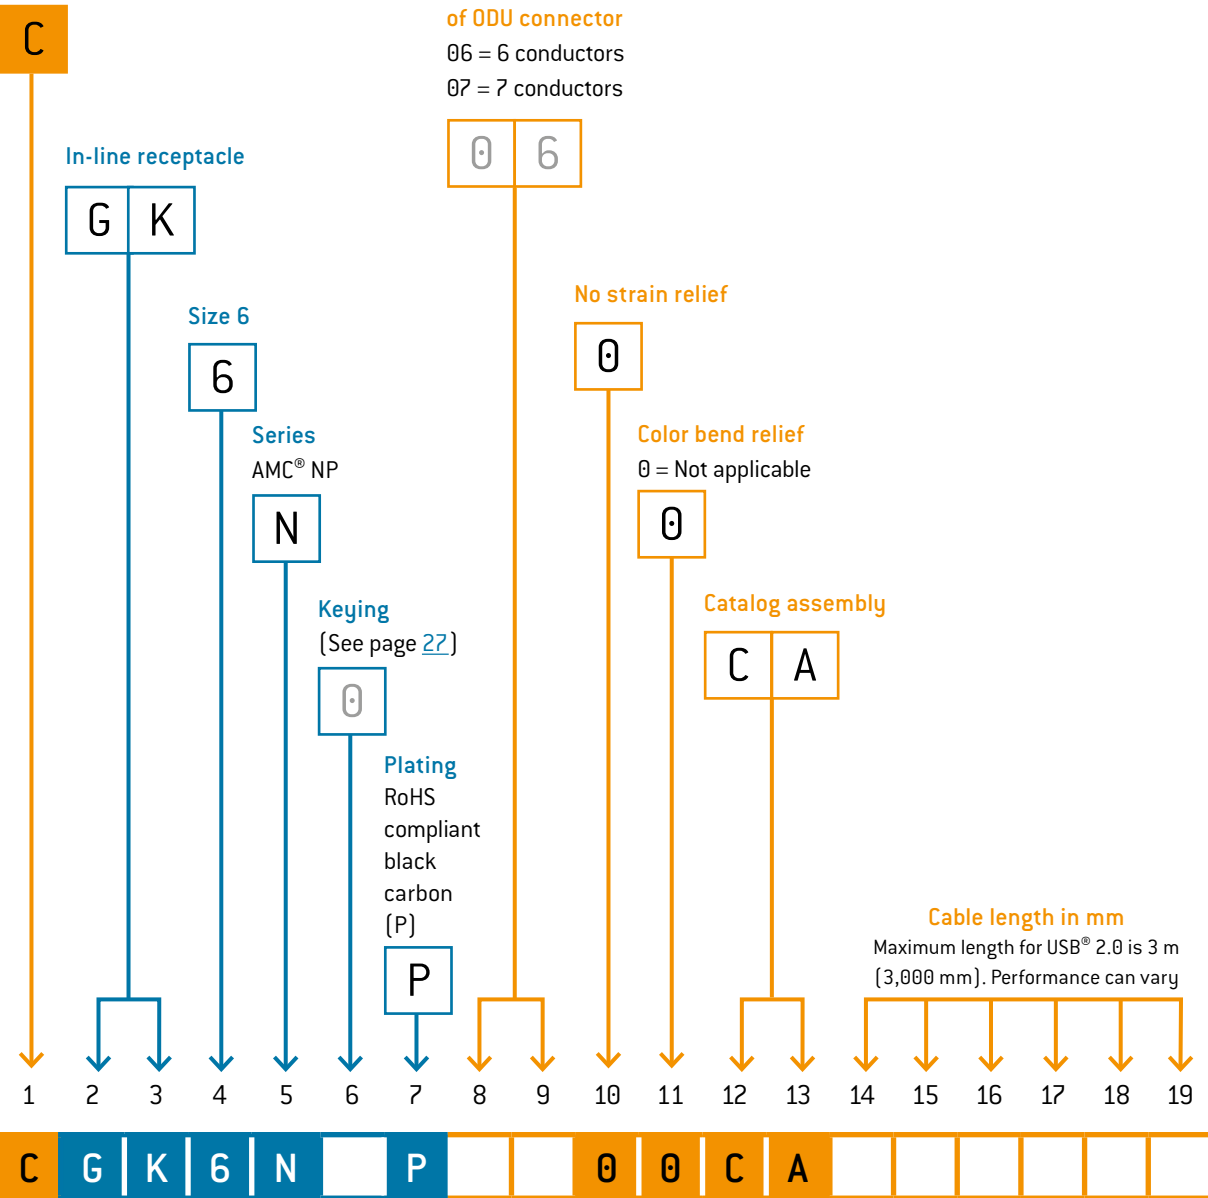 C
of ODU connector
06 = 6 conductors
07 = 7 conductors
0 6
In-line receptacle
G K
No strain relief
0
Size 6
6
Series
AMC® NP
N
Color bend relief
0 = Not applicable
0
Keying
(See page 27)
0
Catalog assembly
C A
Plating
RoHS
compliant
black
carbon
(P)
P
Cable length in mm
Maximum length for USB® 2.0 is 3 m
(3,000 mm). Performance can vary
1 2 3 4 5 6 7 8 9 10 11 12 13 14 15 16 17 18 19
C G K 6 N P 0 0 C A